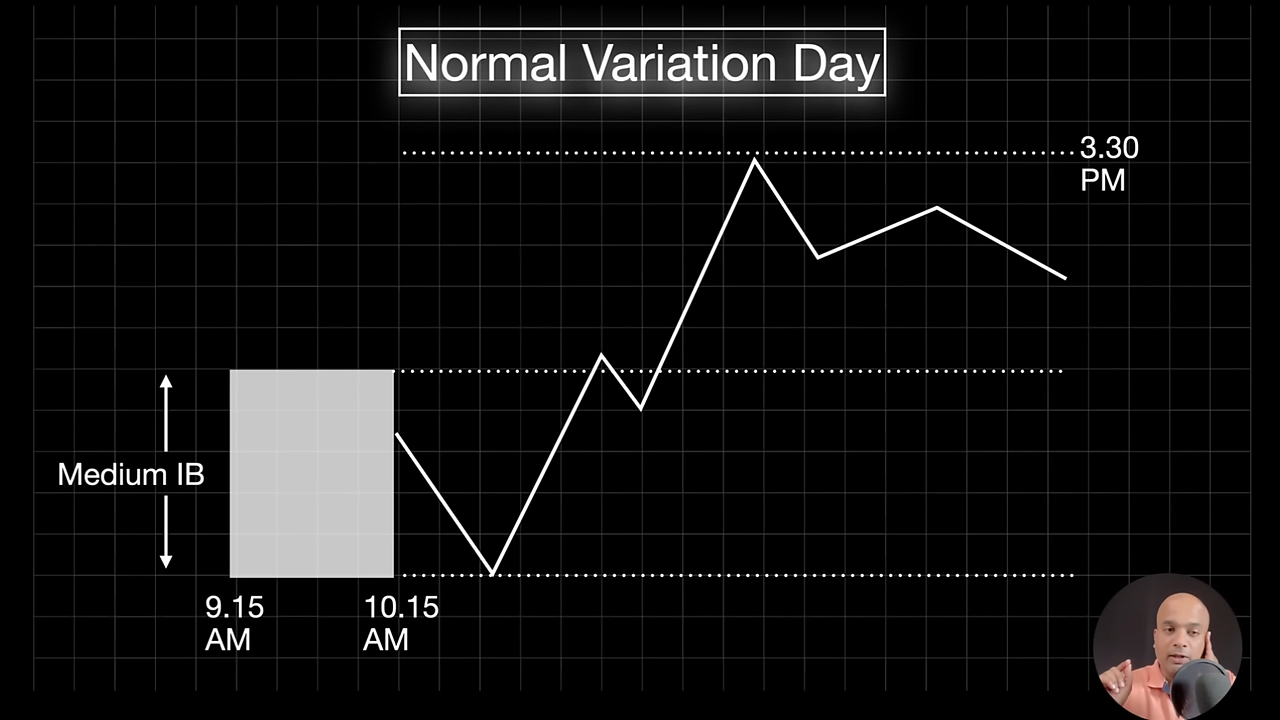 Normal Variation Day
3.30
PM
Medium IB
9.15
AM
10.15
AM